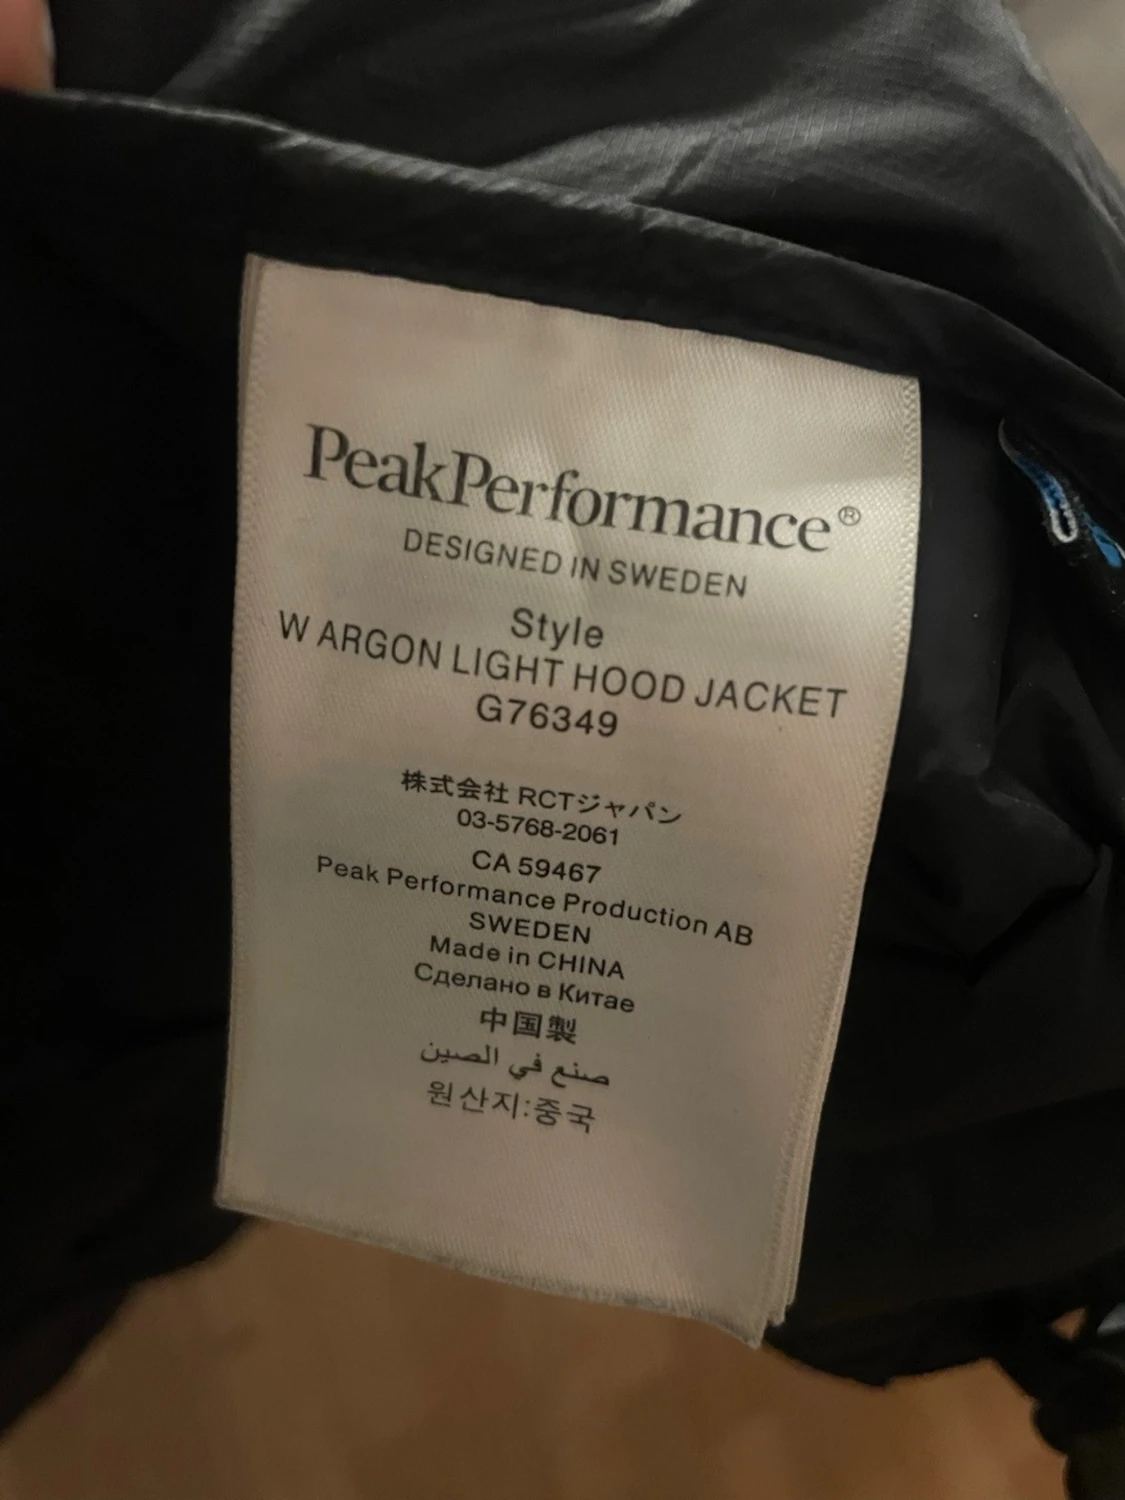 PeakPerformance®
DESIGNED IN SWEDEN
Style
W ARGON LIGHT HOOD JACKET
G76349
株式会社 RCTジャパン
03-5768-2061
CA 59467
Peak Performance Production AB
SWEDEN
Made in CHINA
Сделано в Китае
中国製
صنع في الصين
원산지:중국